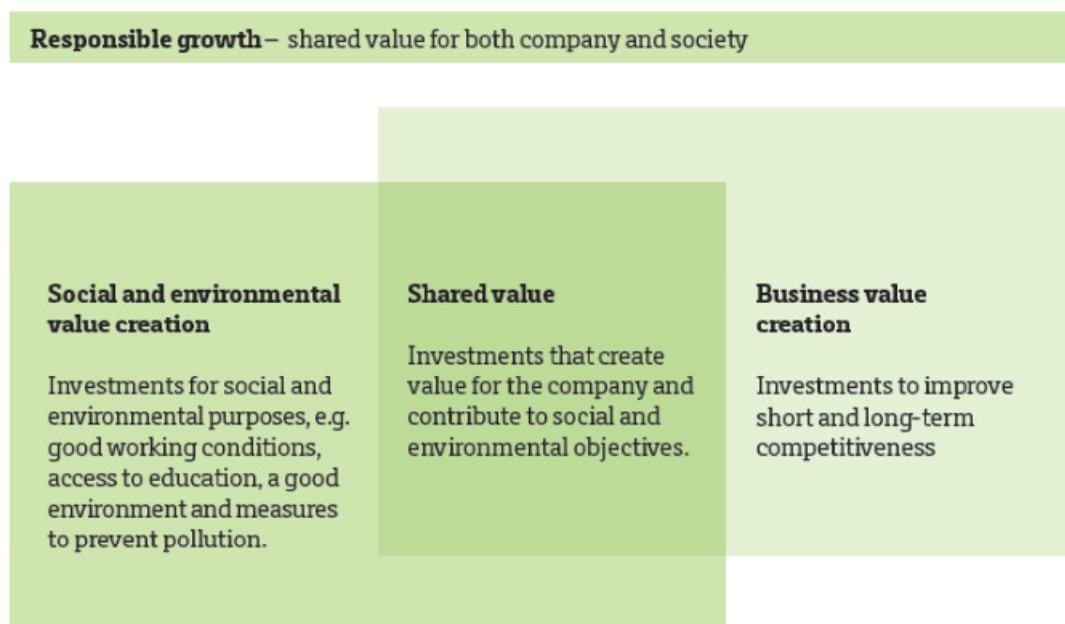 Responsible growth – shared value for both company and society
Social and environmental
value creation
Investments for social and
environmental purposes, e.g.
good working conditions,
access to education, a good
environment and measures
to prevent pollution.
Shared value
Investments that create
value for the company and
contribute to social and
environmental objectives.
Business value
creation
Investments to improve
short and long-term
competitiveness